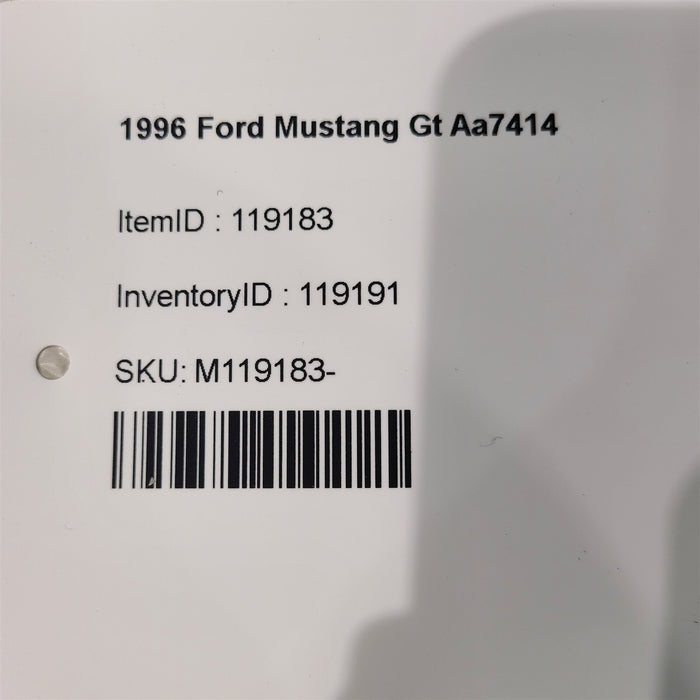 1996 Ford Mustang Gt Aa7414
ItemID : 119183
InventoryID : 119191
SKU: M119183-